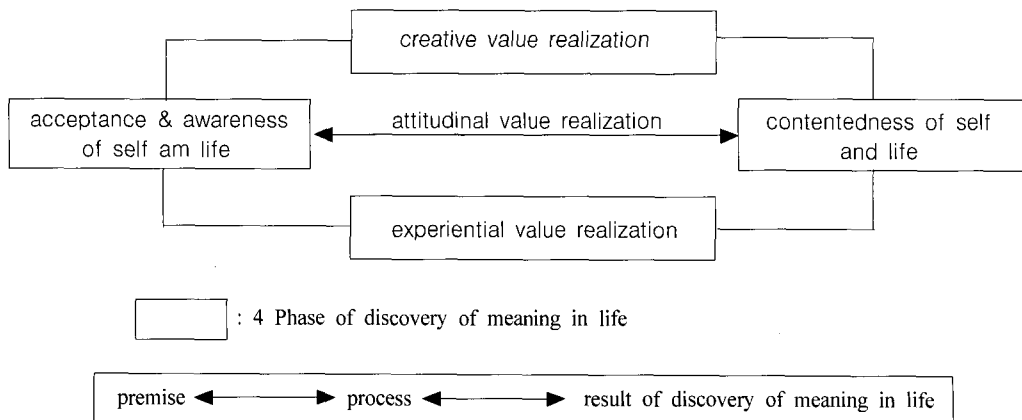 creative value realization
acceptance & awareness
of self am life
attitudinal value realization
contentedness of self
and life
experiential value realization
: 4 Phase of discovery of meaning in life
premise process result of discovery of meaning in life